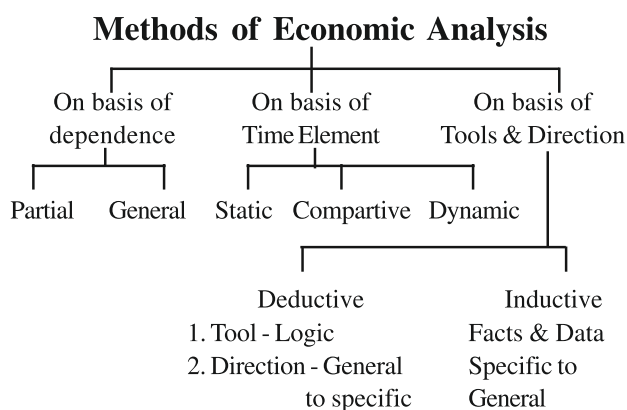 Methods of Economic Analysis
On basis of dependence
On basis of Time Element
On basis of Tools & Direction
Partial
General
Static
Compartive
Dynamic
Deductive
1. Tool - Logic
2. Direction - General
to specific
Inductive
Facts & Data
Specific to
General